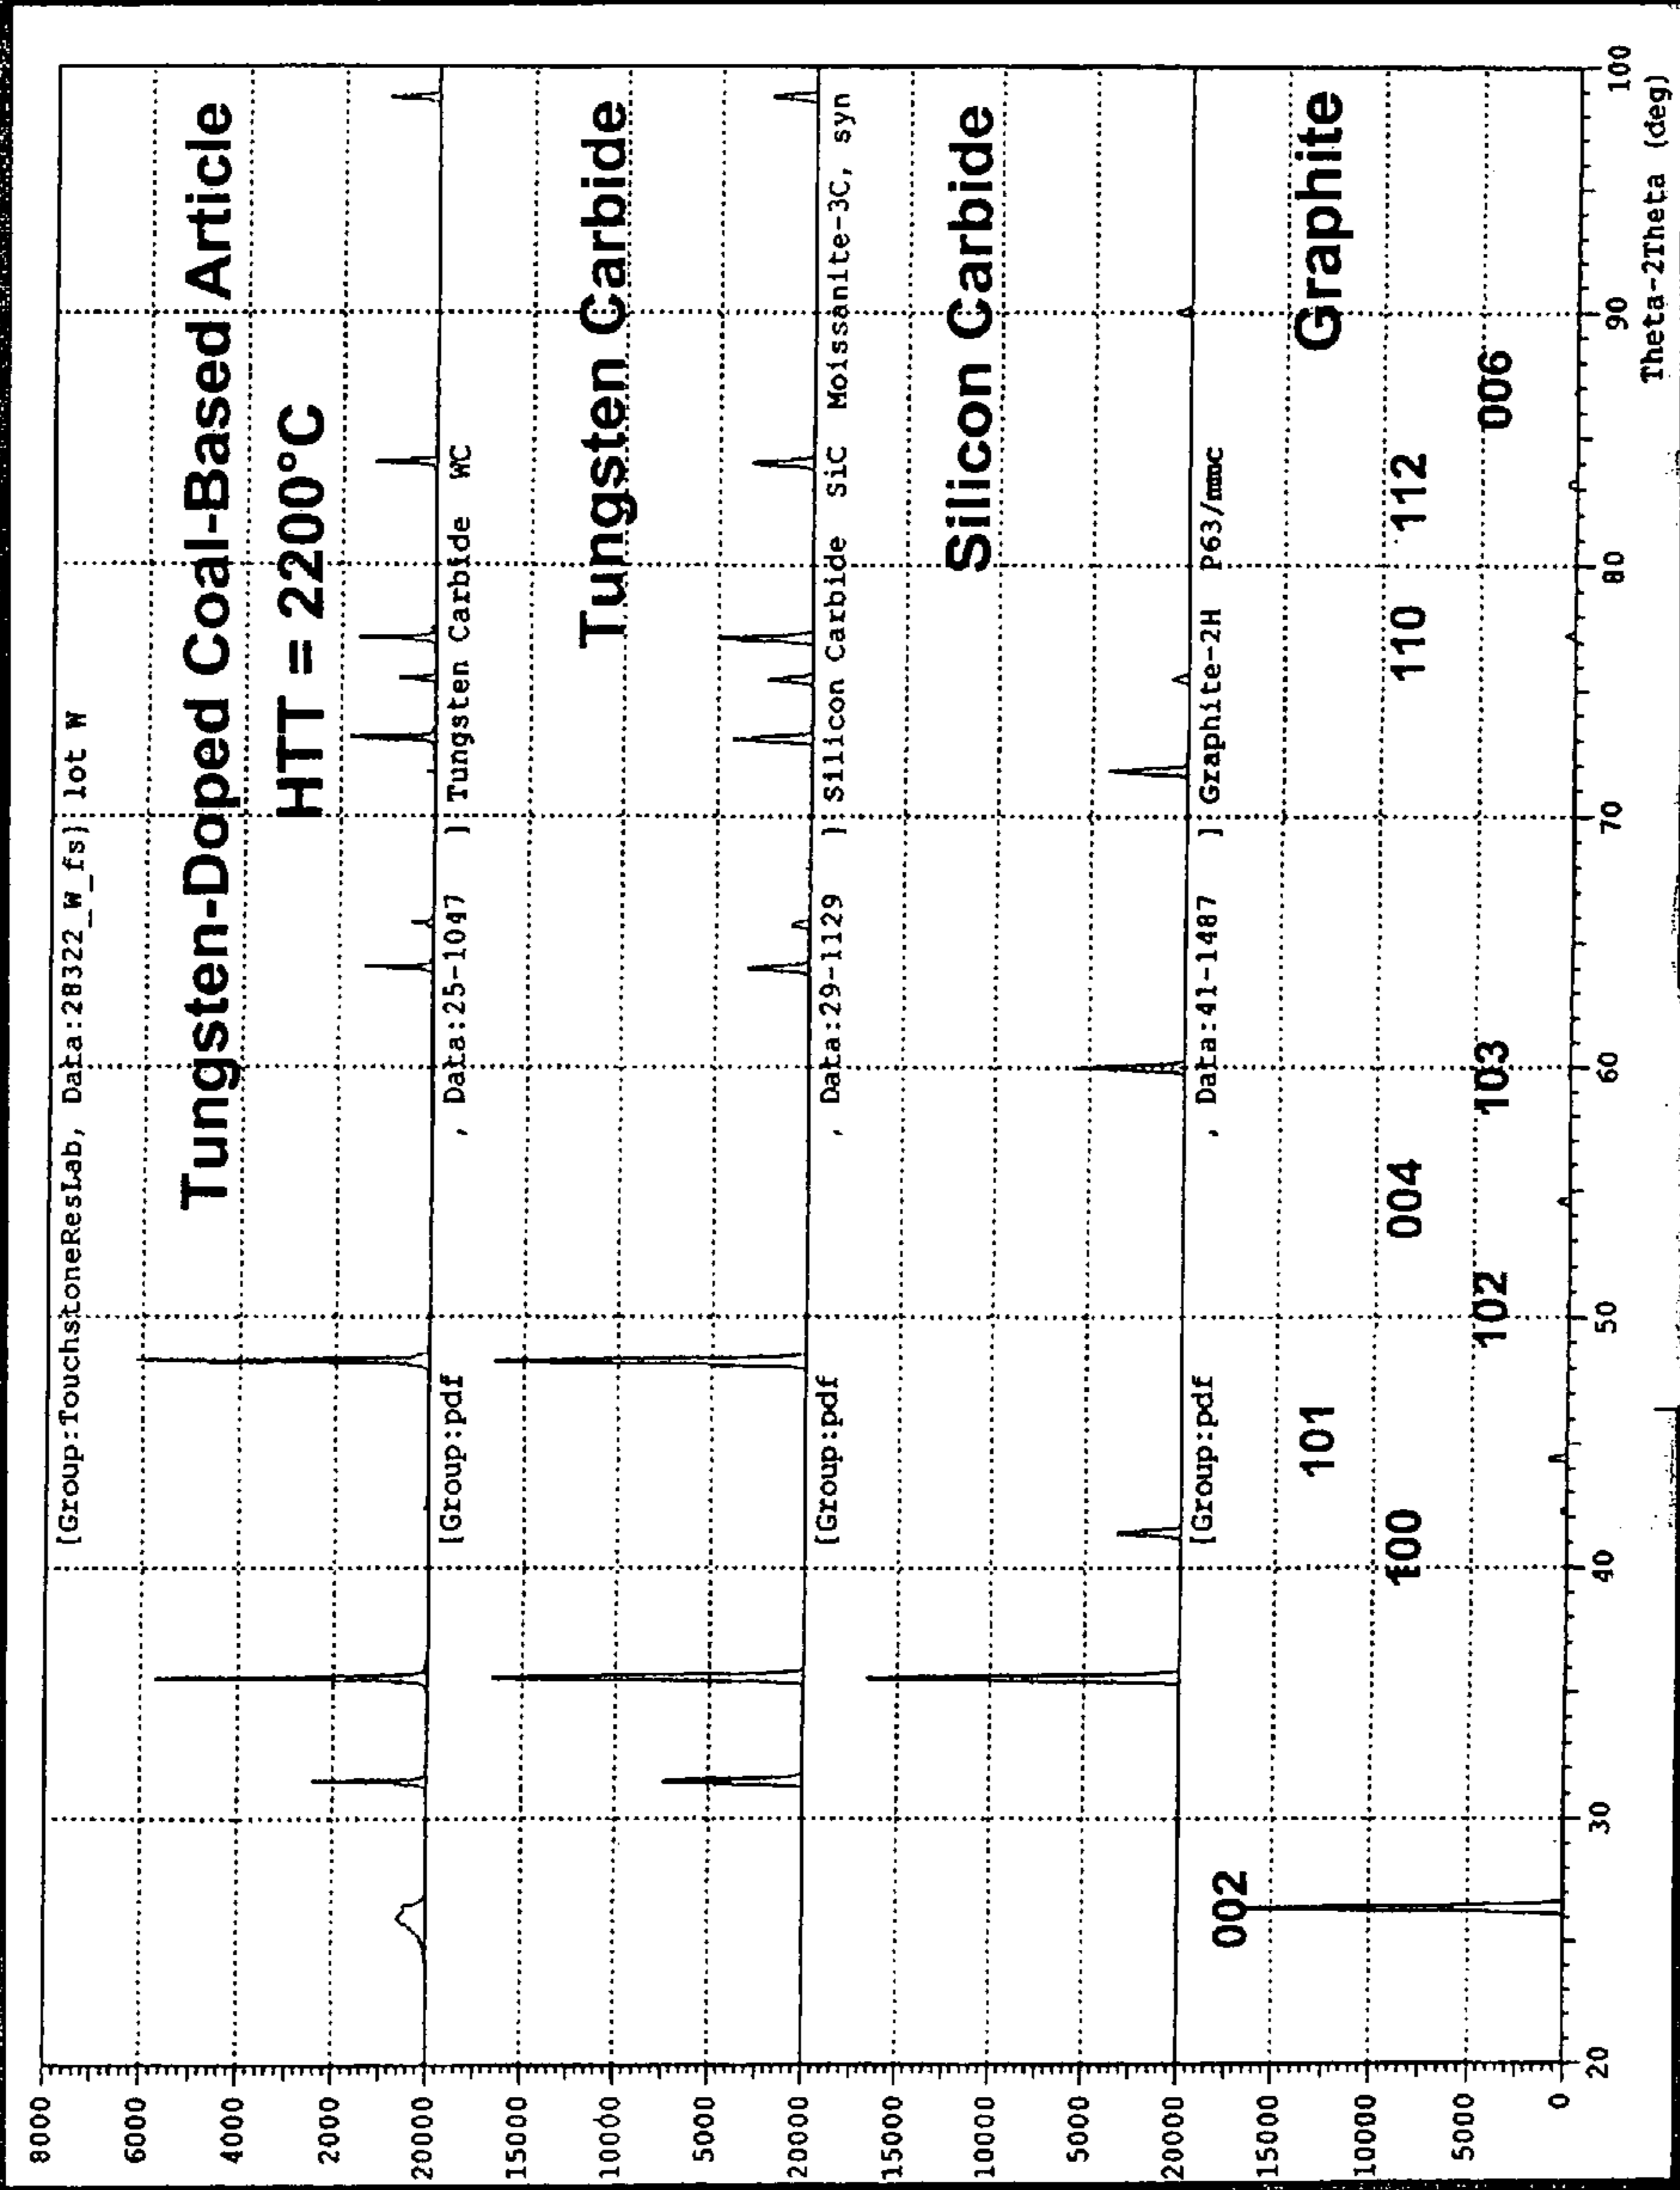 [Group:TouchstoneResLab, Data:28322_W_fs] lot W
Tungsten-Doped Coal-Based Article
HTT = 2200°C
8000
6000
4000
2000
20000
[Group:pdf , Data:25-1047 ] Tungsten Carbide WC
Tungsten Carbide
15000
10000
5000
20000
[Group:pdf , Data:29-1129 ] Silicon Carbide SiC Moissanite-3C, syn
Silicon Carbide
15000
10000
5000
20000
[Group:pdf , Data:41-1487 ] Graphite-2H P63/mmc
Graphite
15000
10000
5000
0
002
101
100
004
110
112
102
103
006
20 30 40 50 60 70 80 90 100
Theta-2Theta (deg)